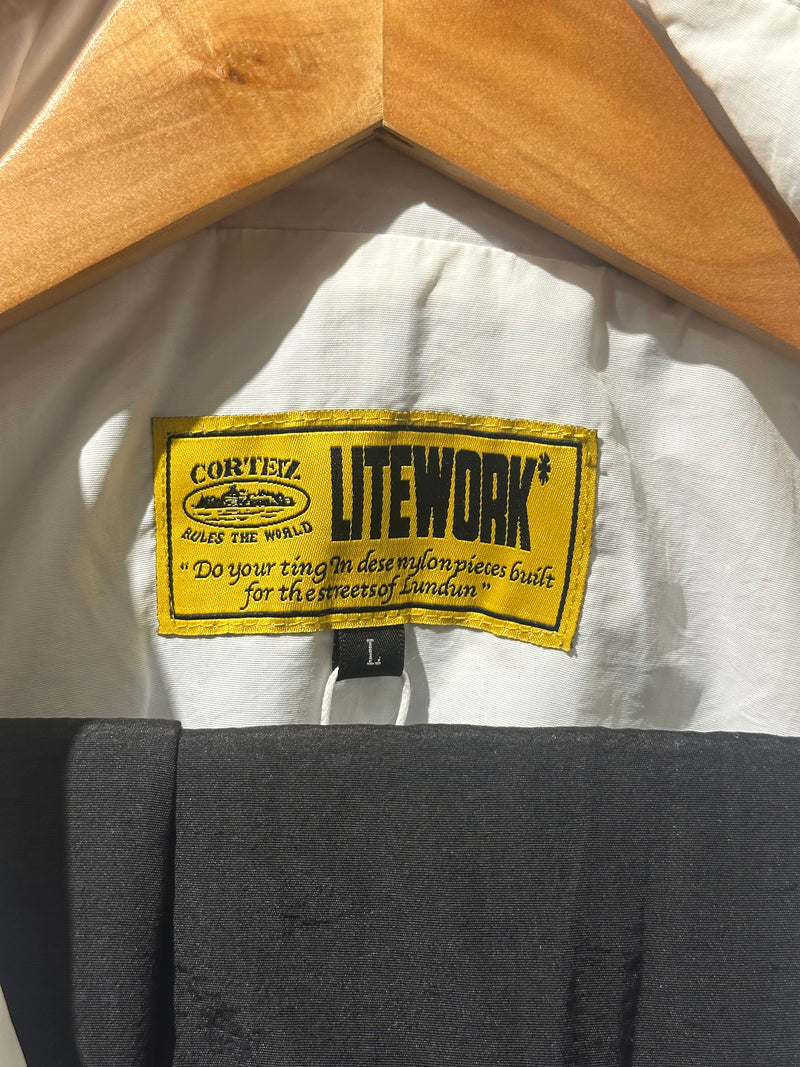 CORTEIZ
RULES THE WORLD
LITEWORK*
"Do your ting in dese nylon pieces built
for the streets of Lundun"
L